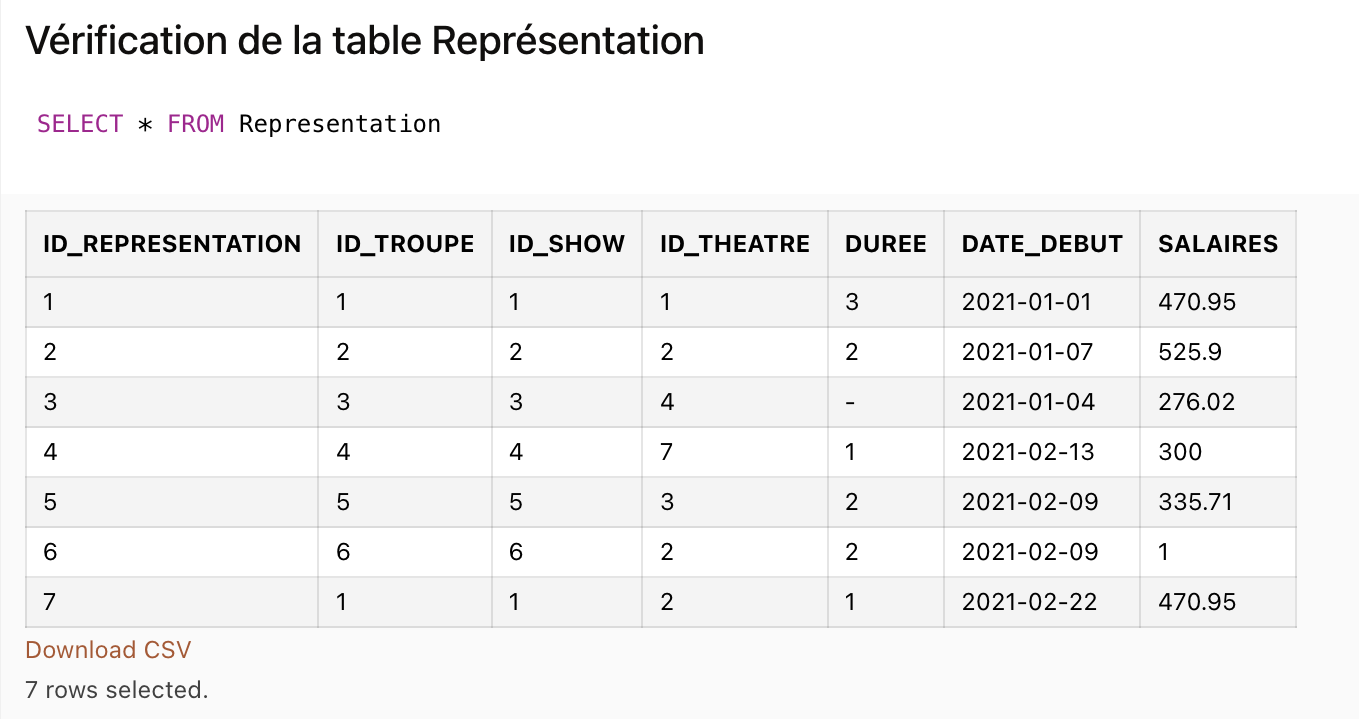 Vérification de la table Représentation
SELECT * FROM Representation
ID_REPRESENTATION ID_TROUPE ID_SHOW ID_THEATRE DUREE DATE_DEBUT SALAIRES
1 1 1 1 3 2021-01-01 470.95
2 2 2 2 2 2021-01-07 525.9
3 3 3 4 - 2021-01-04 276.02
4 4 4 7 1 2021-02-13 300
5 5 5 3 2 2021-02-09 335.71
6 6 6 2 2 2021-02-09 1
7 1 1 2 1 2021-02-22 470.95
Download CSV
7 rows selected.